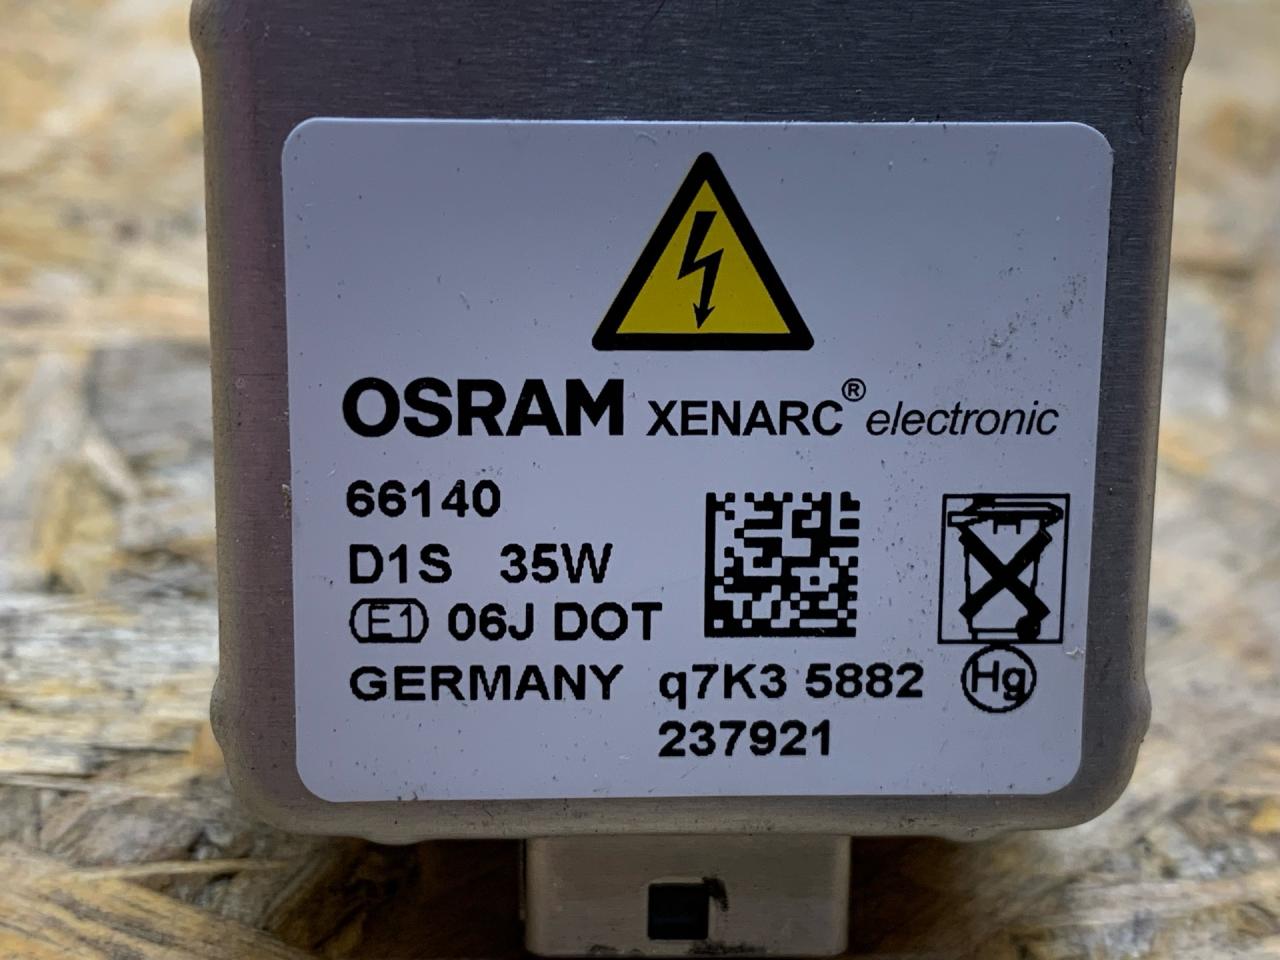 OSRAM XENARC® electronic
66140
D1S 35W
E1 06J DOT
GERMANY q7K3 5882
Hg
237921